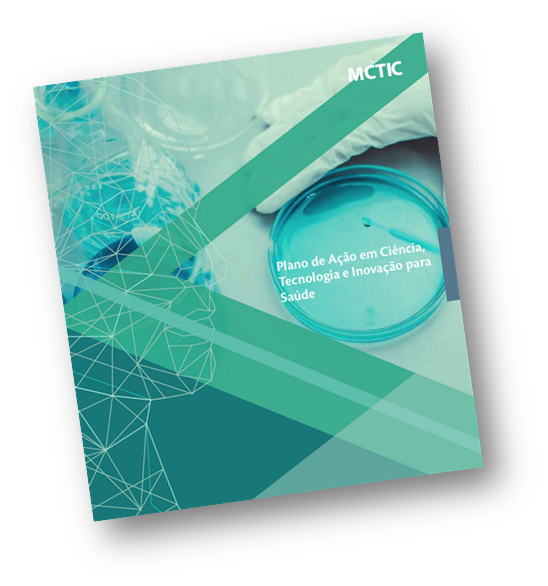 MCTIC
Plano de Ação em Ciência,
Tecnologia e Inovação para
Saúde